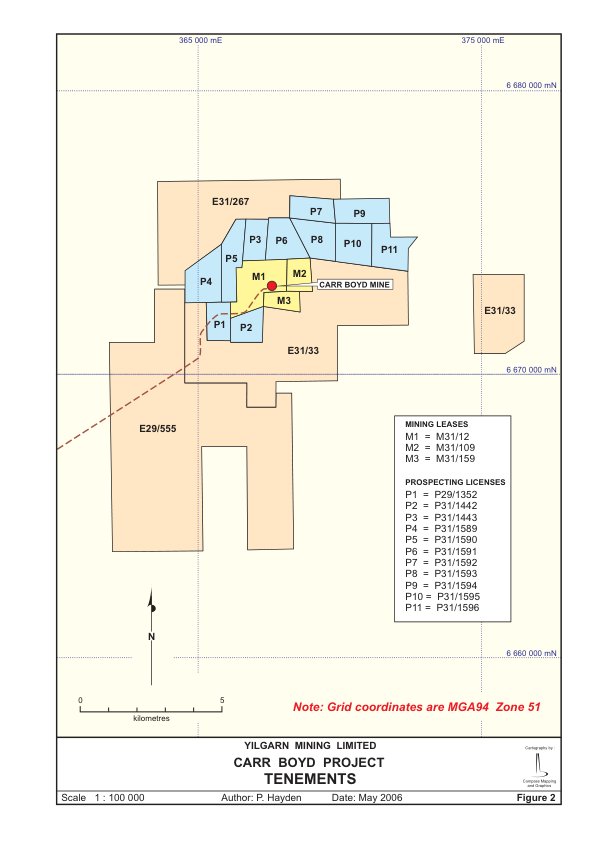 365 000 mE
375 000 mE
6 680 000 mN
E31/267
P7
P9
P3
P6
P8
P10
P11
P5
P4
M1
M2
CARR BOYD MINE
M3
P1
P2
E31/33
E31/33
6 670 000 mN
E29/555
MINING LEASES
M1 = M31/12
M2 = M31/109
M3 = M31/159
PROSPECTING LICENSES
P1 = P29/1352
P2 = P31/1442
P3 = P31/1443
P4 = P31/1589
P5 = P31/1590
P6 = P31/1591
P7 = P31/1592
P8 = P31/1593
P9 = P31/1594
P10 = P31/1595
P11 = P31/1596
N
6 660 000 mN
0 5
kilometres
Note: Grid coordinates are MGA94 Zone 51
YILGARN MINING LIMITED
CARR BOYD PROJECT
TENEMENTS
Cartography by :
Compass Mapping
and Graphics
Scale 1 : 100 000 Author: P. Hayden Date: May 2006 Figure 2